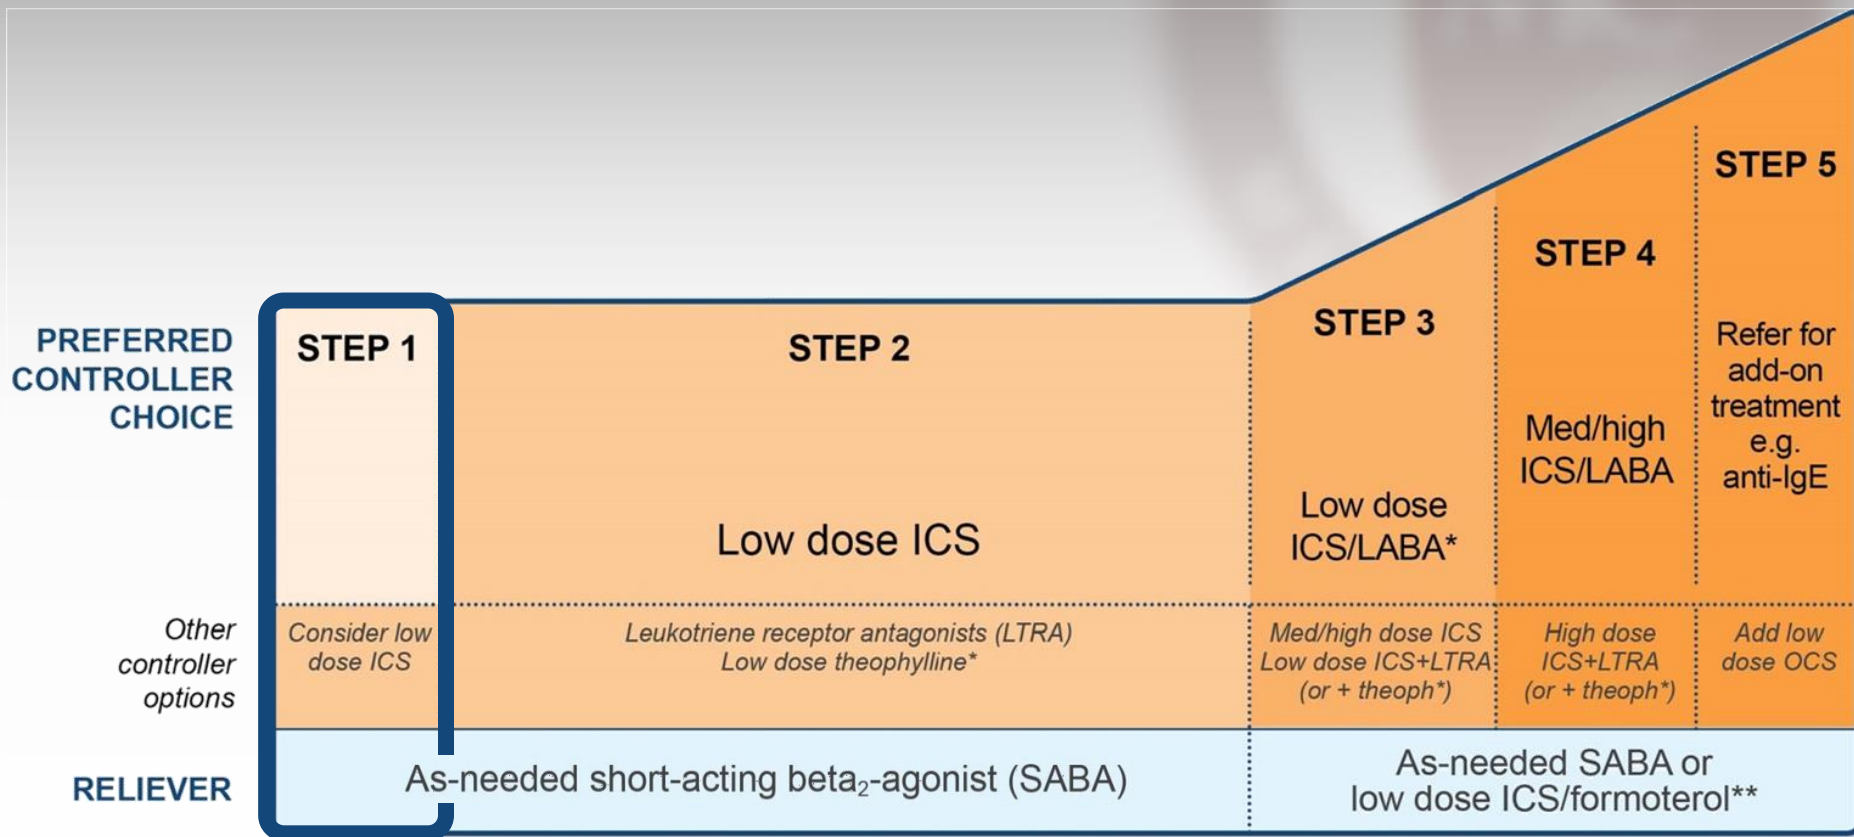 PREFERRED
CONTROLLER
CHOICE
STEP 1
STEP 2
Low dose ICS
STEP 3
Low dose
ICS/LABA*
STEP 4
Med/high
ICS/LABA
STEP 5
Refer for
add-on
treatment
e.g.
anti-IgE
Other
controller
options
Consider low
dose ICS
Leukotriene receptor antagonists (LTRA)
Low dose theophylline*
Med/high dose ICS
Low dose ICS+LTRA
(or + theoph*)
High dose
ICS+LTRA
(or + theoph*)
Add low
dose OCS
RELIEVER
As-needed short-acting beta₂-agonist (SABA)
As-needed SABA or
low dose ICS/formoterol**